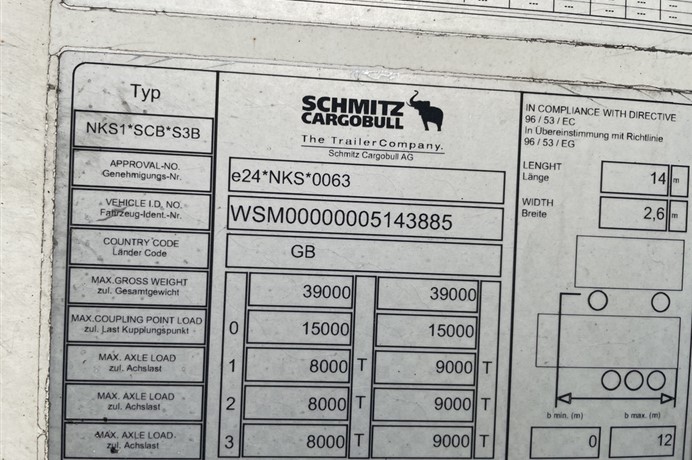 Typ
NKS1*SCB*S3B
SCHMITZ
CARGOBULL
The TrailerCompany.
Schmitz Cargobull AG
IN COMPLIANCE WITH DIRECTIVE
96 / 53 / EC
In Übereinstimmung mit Richtlinie
96 / 53 / EG
APPROVAL-NO.
Genehmigungs-Nr.
e24*NKS*0063
LENGHT
Länge
14 m
VEHICLE I.D. NO.
Fahrzeug-Ident.-Nr.
WSM00000005143885
WIDTH
Breite
2,6 m
COUNTRY CODE
Länder Code
GB
MAX.GROSS WEIGHT
zul. Gesamtgewicht
39000 39000
MAX.COUPLING POINT LOAD
zul. Last Kupplungspunkt
0 15000 15000
MAX. AXLE LOAD
zul. Achslast
1 8000 T 9000 T
MAX. AXLE LOAD
zul. Achslast
2 8000 T 9000 T
b min. (m) b max. (m)
MAX. AXLE LOAD
zul. Achslast
3 8000 T 9000 T
0 12